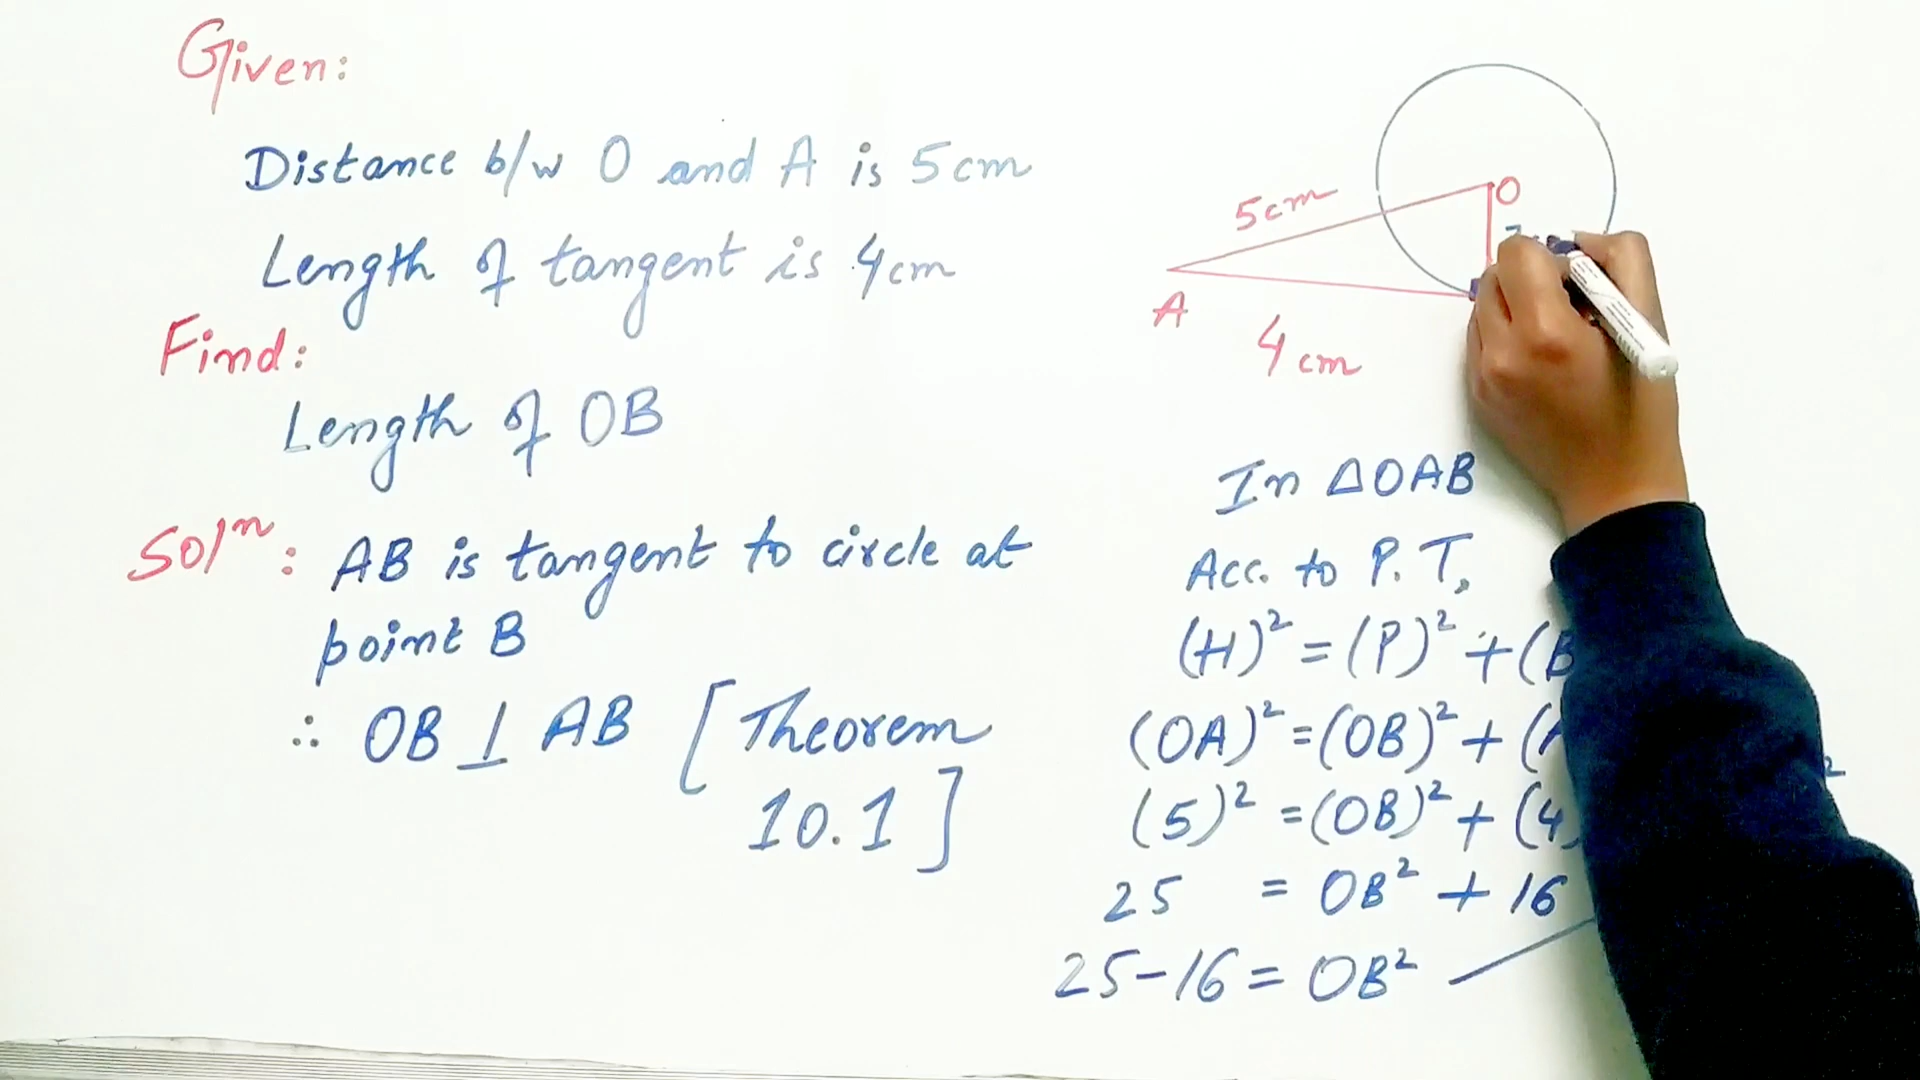 Given:
Distance b/w O and A is 5cm
Length of tangent is 4cm
Find:
Length of OB
Solⁿ: AB is tangent to circle at
point B
∴ OB ⊥ AB [Theorem
10.1]
O
5cm
A
4 cm
In △OAB
Acc. to P.T,
(H)² = (P)² + (B
(OA)² = (OB)² + (A
(5)² = (OB)² + (4)
25 = OB² + 16
25-16 = OB²